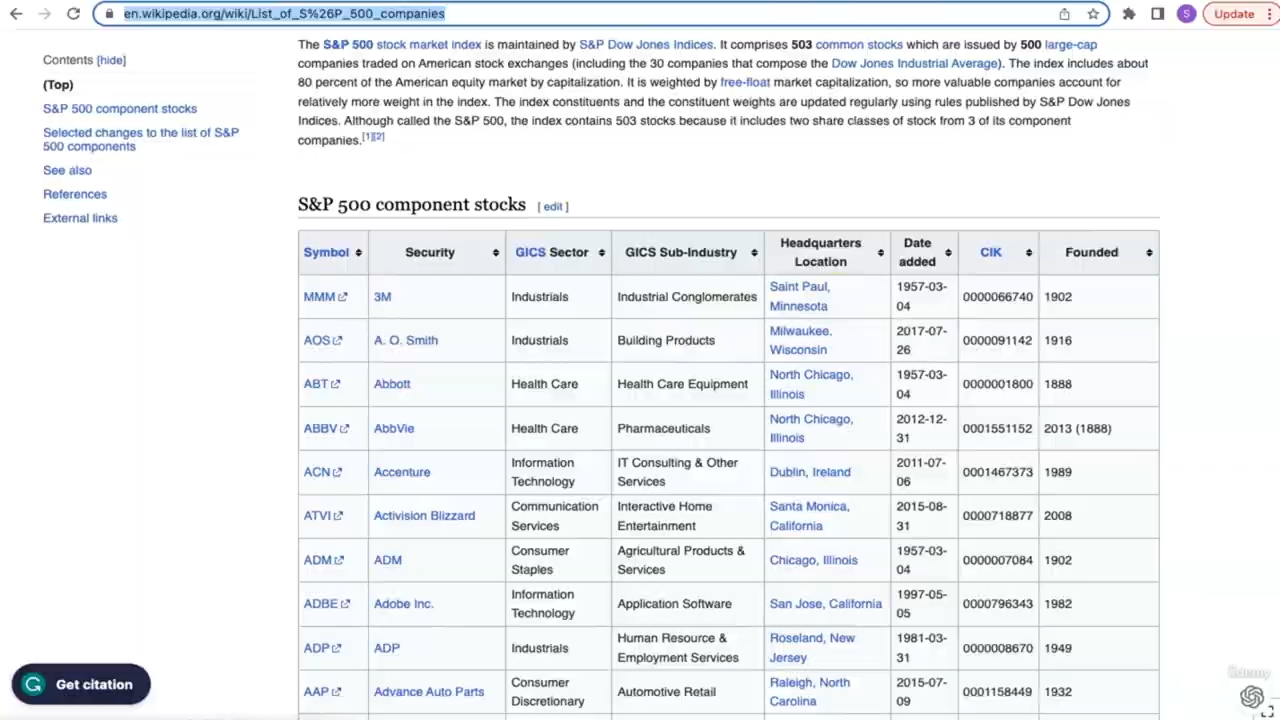 en.wikipedia.org/wiki/List_of_S%26P_500_companies
S
Update
Contents [hide]
(Top)
S&P 500 component stocks
Selected changes to the list of S&P
500 components
See also
References
External links
The S&P 500 stock market index is maintained by S&P Dow Jones Indices. It comprises 503 common stocks which are issued by 500 large-cap
companies traded on American stock exchanges (including the 30 companies that compose the Dow Jones Industrial Average). The index includes about
80 percent of the American equity market by capitalization. It is weighted by free-float market capitalization, so more valuable companies account for
relatively more weight in the index. The index constituents and the constituent weights are updated regularly using rules published by S&P Dow Jones
Indices. Although called the S&P 500, the index contains 503 stocks because it includes two share classes of stock from 3 of its component
companies.[1][2]
S&P 500 component stocks [ edit ]
Symbol Security GICS Sector GICS Sub-Industry Headquarters Location Date added CIK Founded
MMM 3M Industrials Industrial Conglomerates Saint Paul, Minnesota 1957-03-04 0000066740 1902
AOS A. O. Smith Industrials Building Products Milwaukee, Wisconsin 2017-07-26 0000091142 1916
ABT Abbott Health Care Health Care Equipment North Chicago, Illinois 1957-03-04 0000001800 1888
ABBV AbbVie Health Care Pharmaceuticals North Chicago, Illinois 2012-12-31 0001551152 2013 (1888)
ACN Accenture Information Technology IT Consulting & Other Services Dublin, Ireland 2011-07-06 0001467373 1989
ATVI Activision Blizzard Communication Services Interactive Home Entertainment Santa Monica, California 2015-08-31 0000718877 2008
ADM ADM Consumer Staples Agricultural Products & Services Chicago, Illinois 1957-03-04 0000007084 1902
ADBE Adobe Inc. Information Technology Application Software San Jose, California 1997-05-05 0000796343 1982
ADP ADP Industrials Human Resource & Employment Services Roseland, New Jersey 1981-03-31 0000008670 1949
AAP Advance Auto Parts Consumer Discretionary Automotive Retail Raleigh, North Carolina 2015-07-09 0001158449 1932
Get citation
Udemy